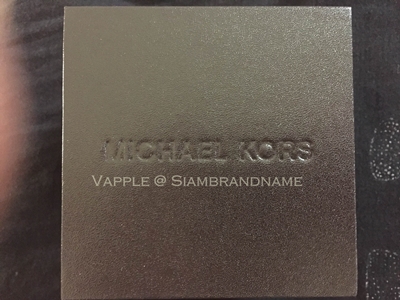 MICHAEL KORS
Vapple @ Siambrandname